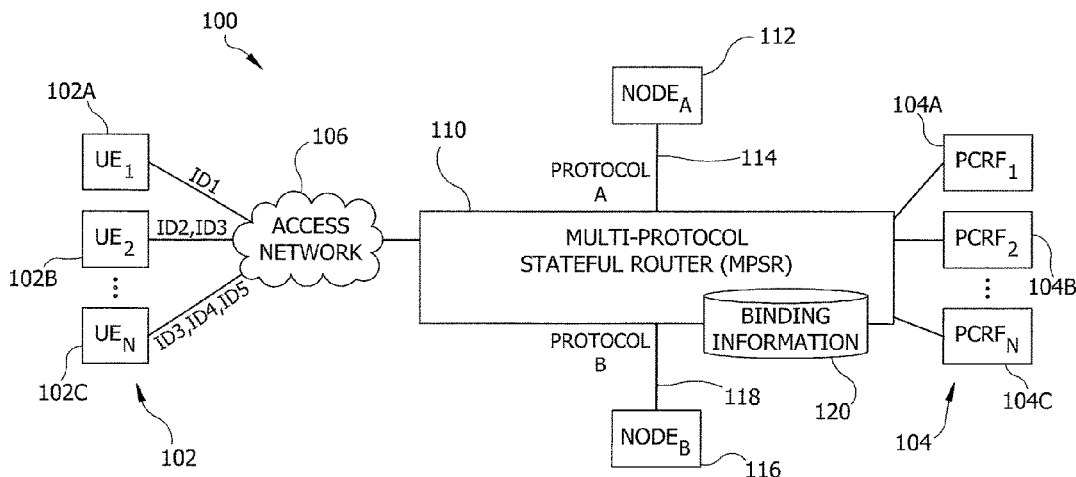 100
112
NODE_A
102A
UE_1
ID1
106
110
PROTOCOL
A
114
104A
PCRF_1
ID2,ID3
UE_2
102B
ACCESS
NETWORK
MULTI-PROTOCOL
STATEFUL ROUTER (MPSR)
PCRF_2
104B
ID3,ID4,ID5
UE_N
102C
BINDING
INFORMATION
PCRF_N
104C
PROTOCOL
B
118
120
102
104
NODE_B
116